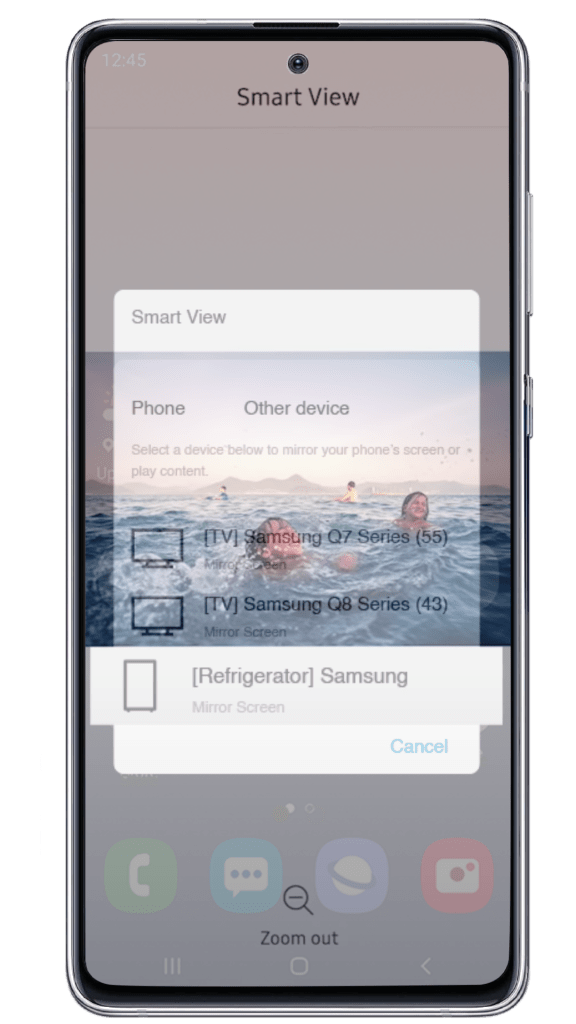 12:45
Smart View
Smart View
Phone
Other device
Select a device below to mirror your phone's screen or
play content.
[TV] Samsung Q7 Series (55)
Mirror Screen
[TV] Samsung Q8 Series (43)
Mirror Screen
[Refrigerator] Samsung
Mirror Screen
Cancel
Zoom out